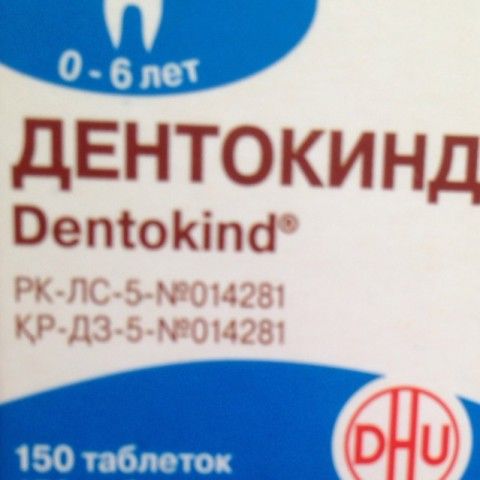 0 - 6 лет
ДЕНТОКИНД
Dentokind®
РК-ЛС-5-№014281
ҚР-ДЗ-5-№014281
150 таблеток
DHU